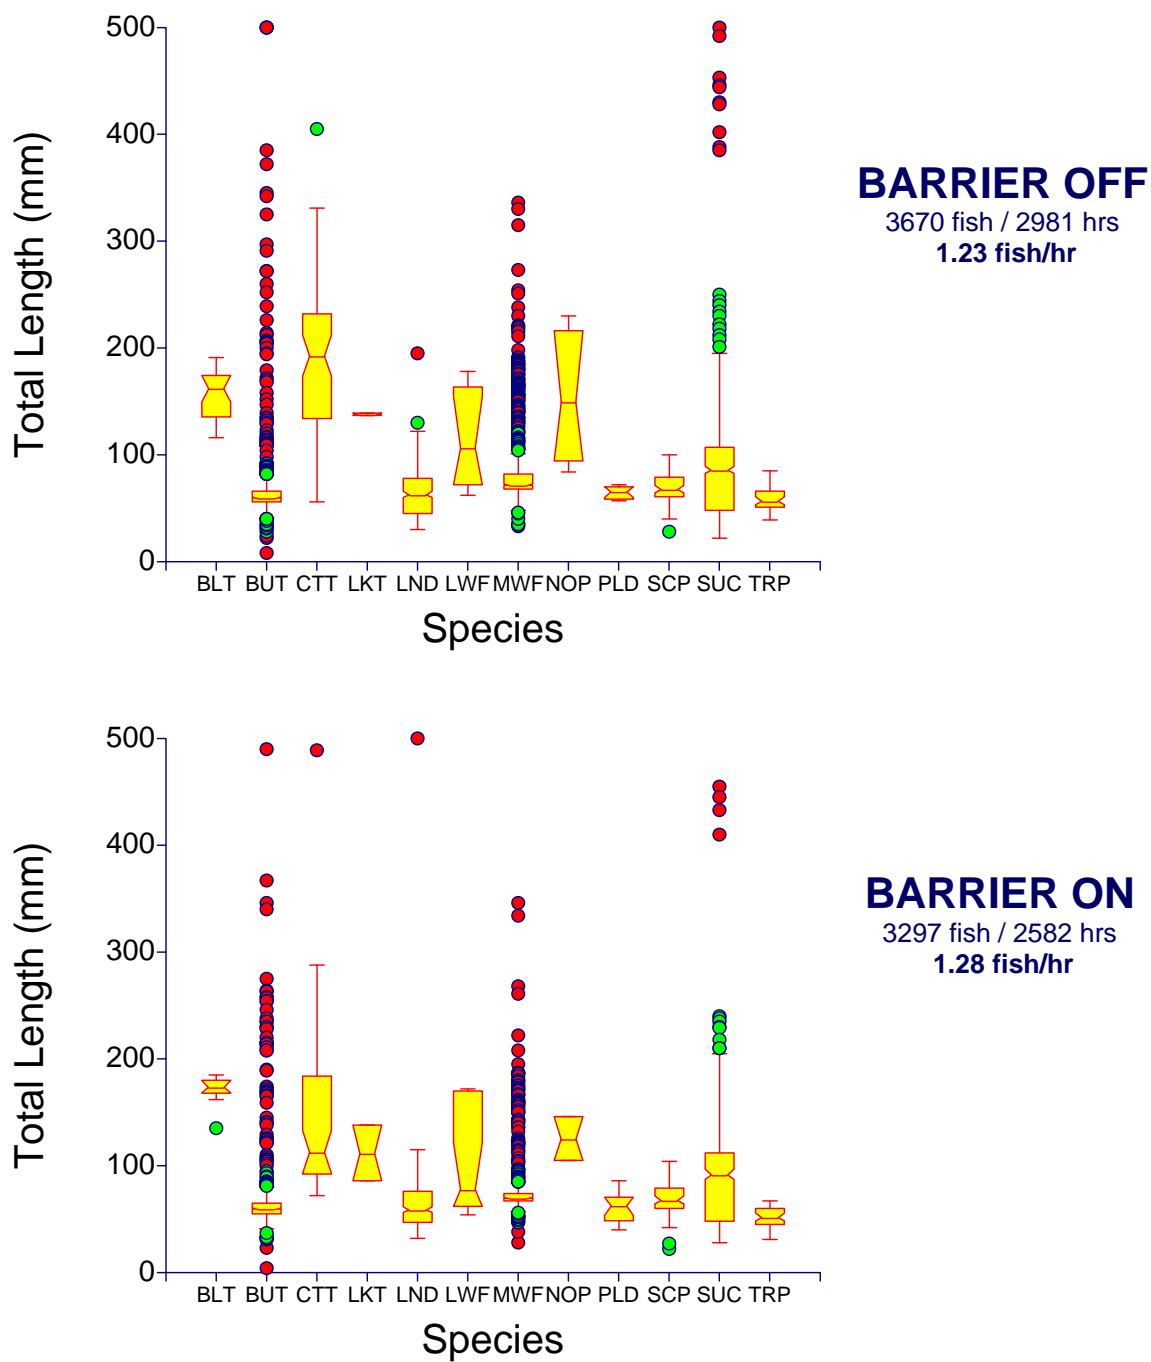 500
400
300
200
100
0
Total Length (mm)
BLT BUT CTT LKT LND LWF MWF NOP PLD SCP SUC TRP
Species
BARRIER OFF
3670 fish / 2981 hrs
1.23 fish/hr
500
400
300
200
100
0
Total Length (mm)
BLT BUT CTT LKT LND LWF MWF NOP PLD SCP SUC TRP
Species
BARRIER ON
3297 fish / 2582 hrs
1.28 fish/hr